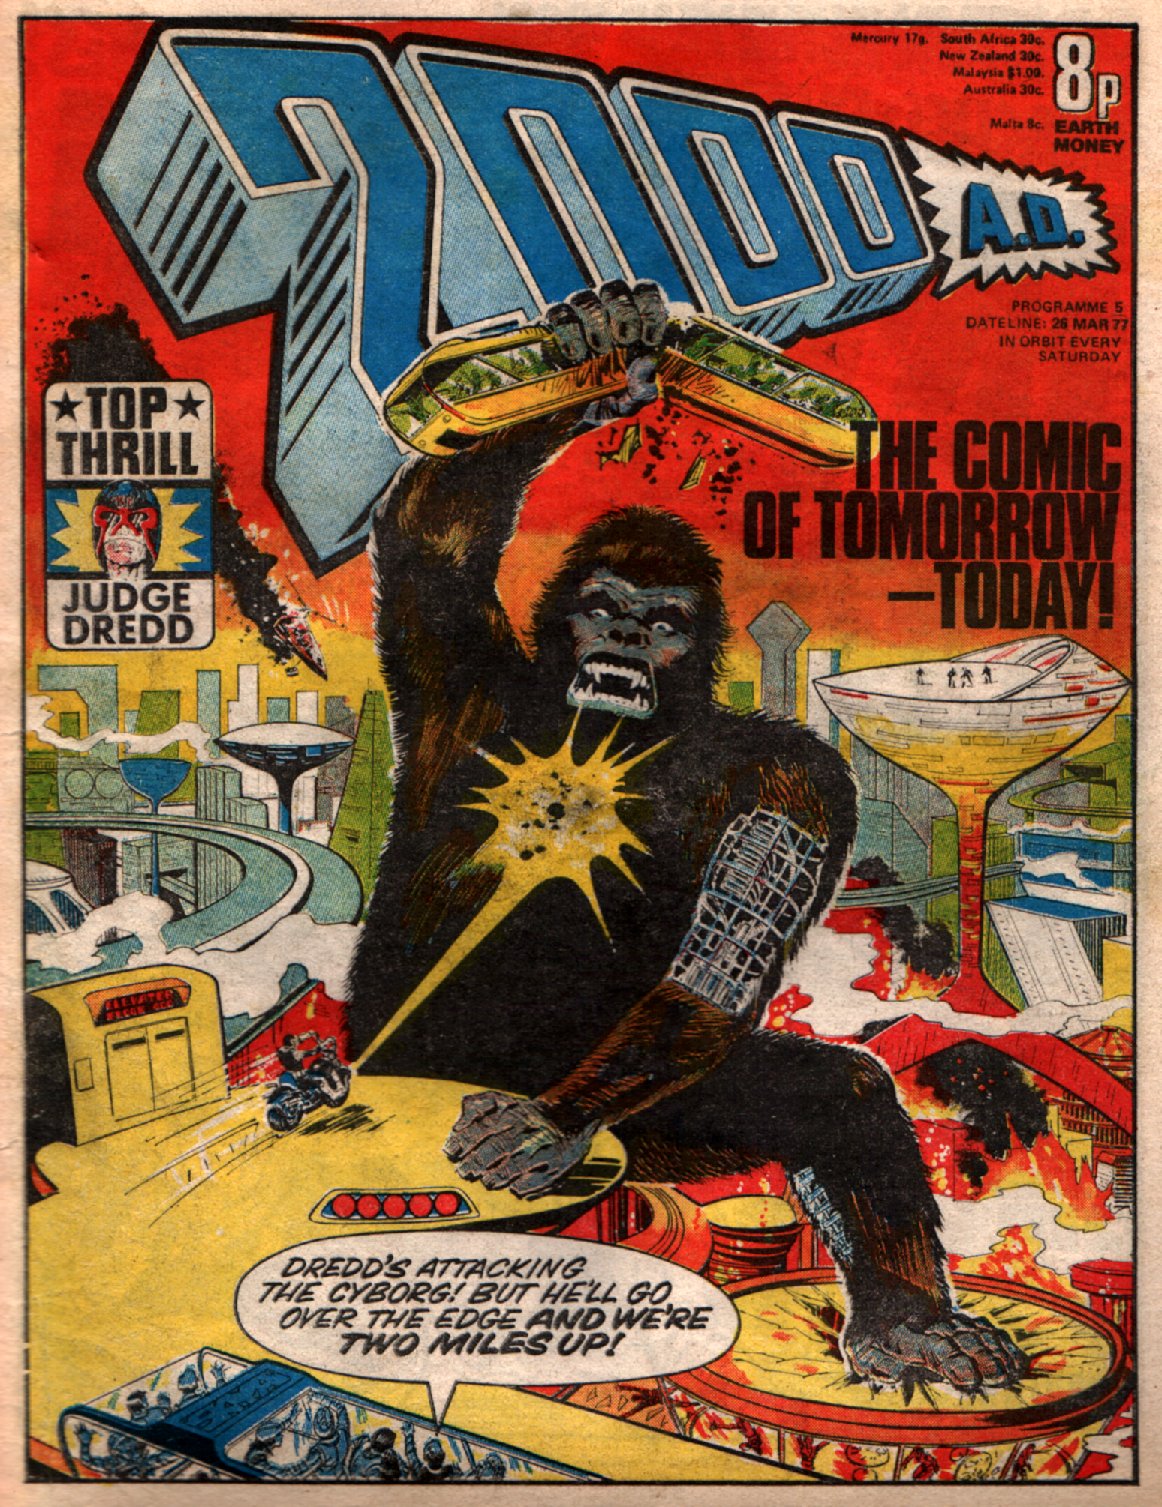 2000
A.D.
Mercury 17g. South Africa 30c.
New Zealand 30c.
Malaysia $1.00.
Australia 30c.
Malta 8c.
8p
EARTH
MONEY
PROGRAMME 5
DATELINE: 26 MAR 77
IN ORBIT EVERY
SATURDAY
★TOP★
THRILL
JUDGE
DREDD
THE COMIC
OF TOMORROW
—TODAY!
ELEVATED
DREDD'S ATTACKING
THE CYBORG! BUT HE'LL GO
OVER THE EDGE AND WE'RE
TWO MILES UP!